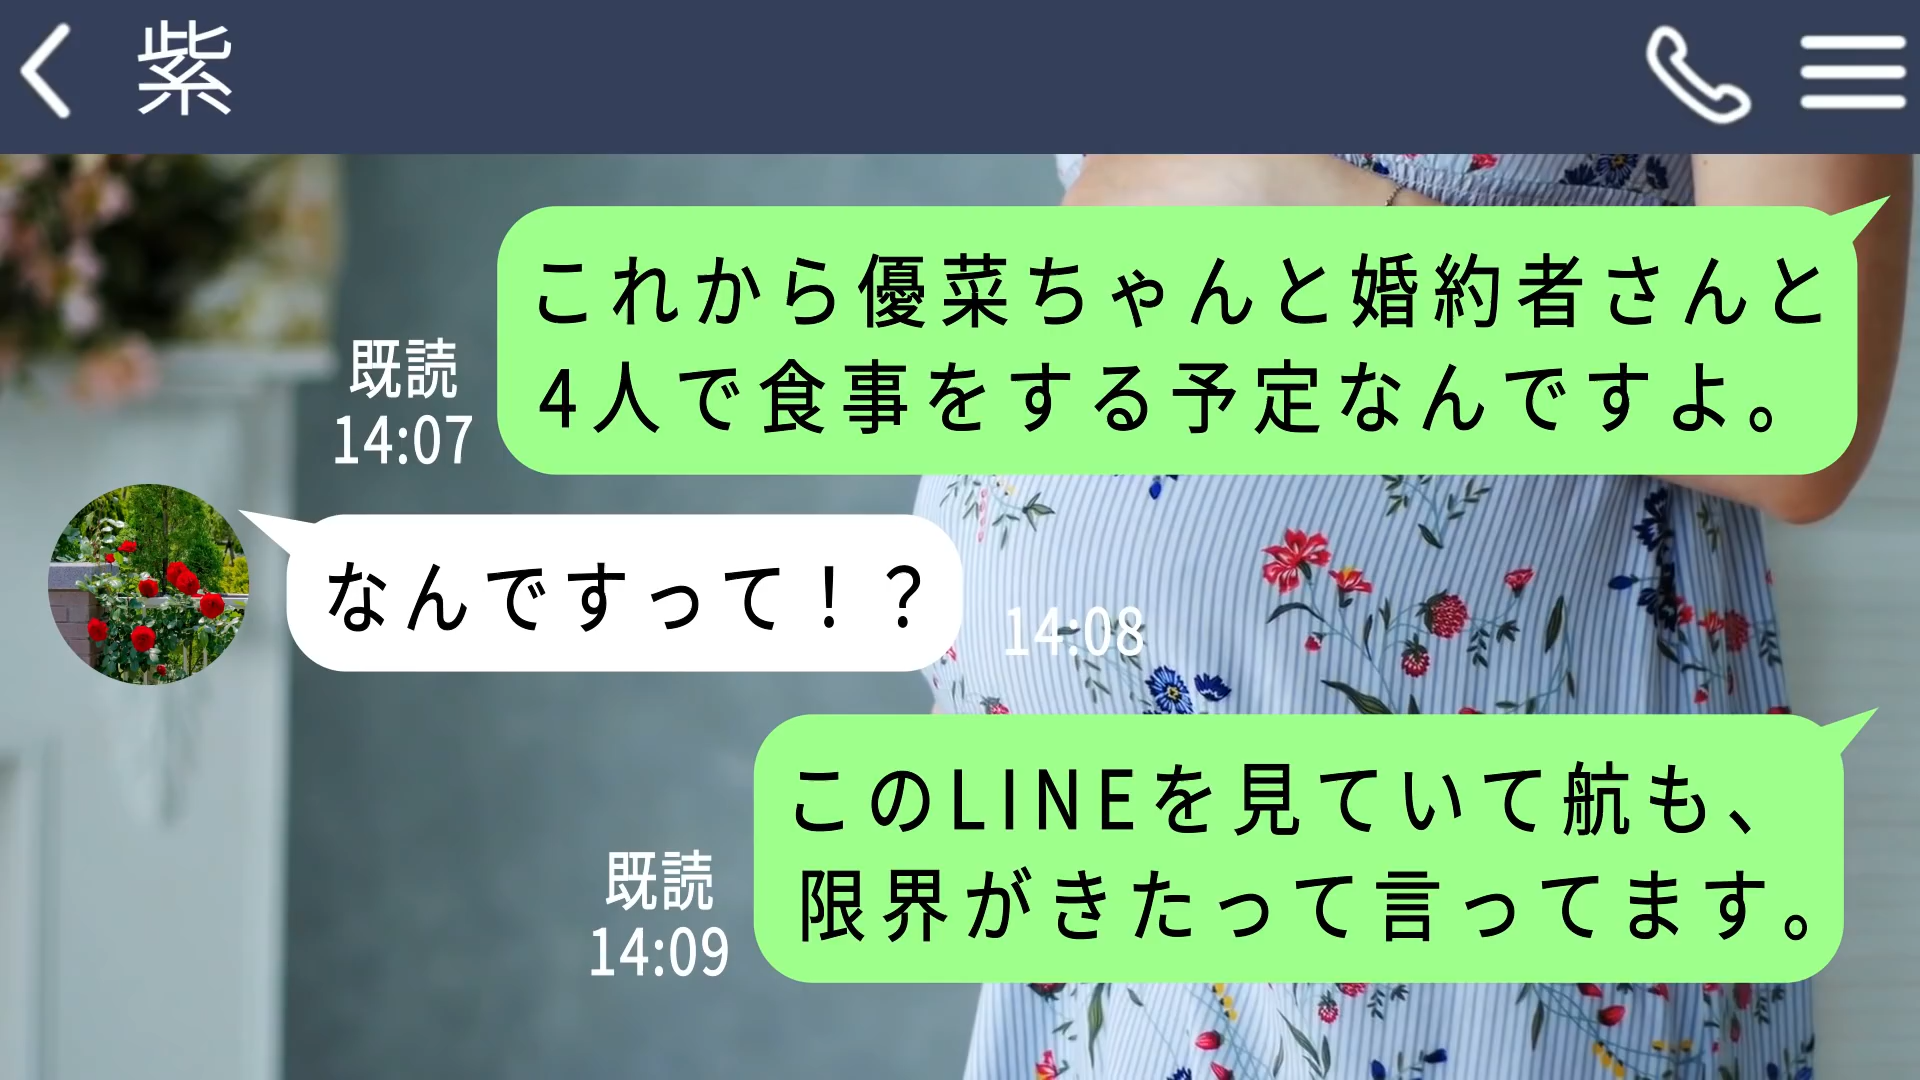 紫
これから優菜ちゃんと婚約者さんと
4人で食事をする予定なんですよ。
既読
14:07
なんですって！？
14:08
このLINEを見ていて航も、
限界がきたって言ってます。
既読
14:09